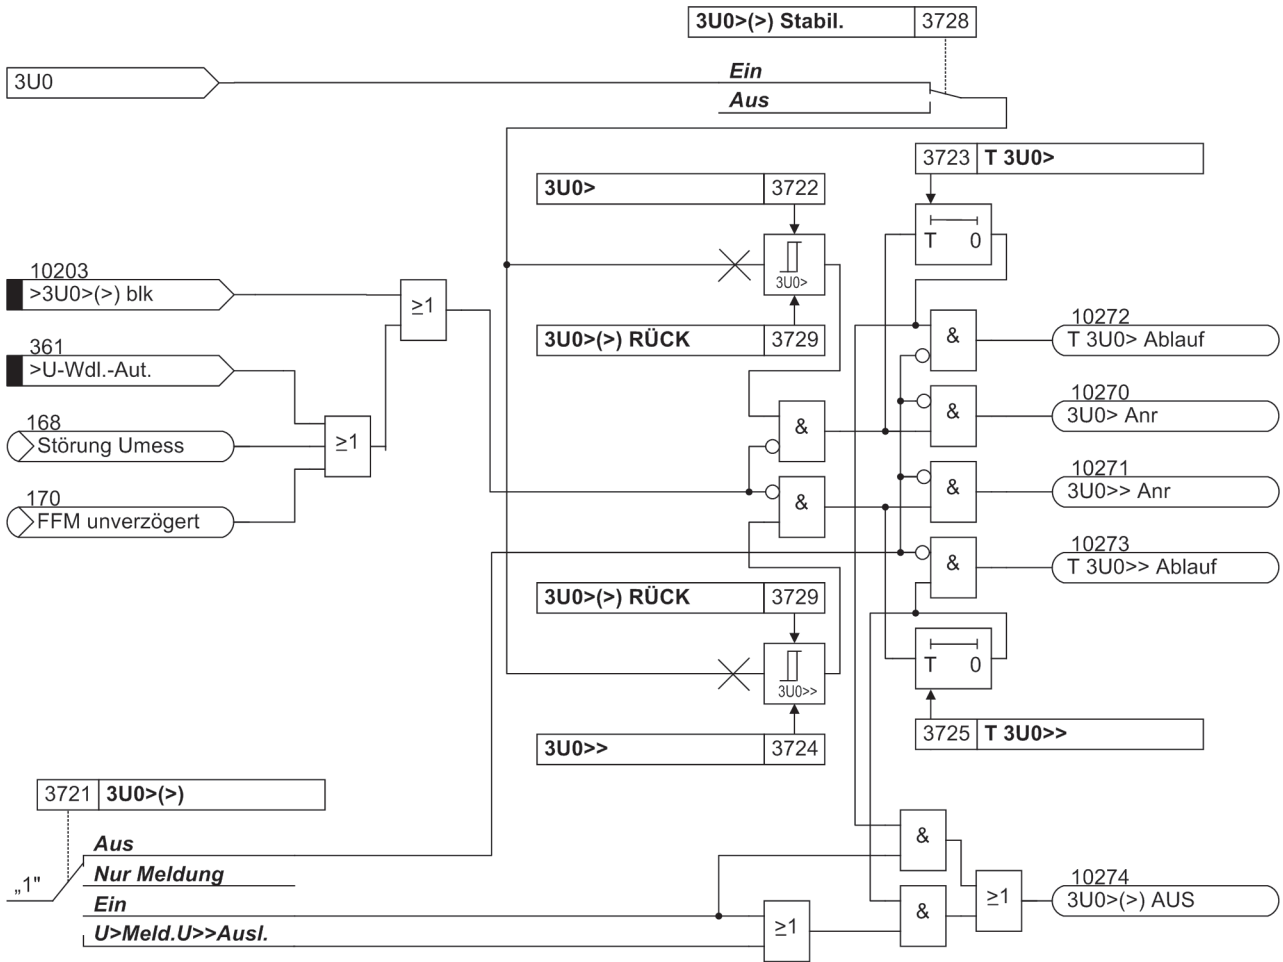 3U0>(>) Stabil. 3728
3U0
Ein
Aus
3723 T 3U0>
3U0> 3722
T 0
3U0>
10203
>3U0>(>) blk
≥1
3U0>(>) RÜCK 3729
361
>U-Wdl.-Aut.
&
10272
T 3U0> Ablauf
168
Störung Umess
≥1
&
&
10270
3U0> Anr
170
FFM unverzögert
&
&
10271
3U0>> Anr
&
10273
T 3U0>> Ablauf
3U0>(>) RÜCK 3729
T 0
3U0>>
3U0>> 3724
3725 T 3U0>>
3721 3U0>(>)
&
„1"
Aus
Nur Meldung
Ein
U>Meld.U>>Ausl.
≥1
&
≥1
10274
3U0>(>) AUS